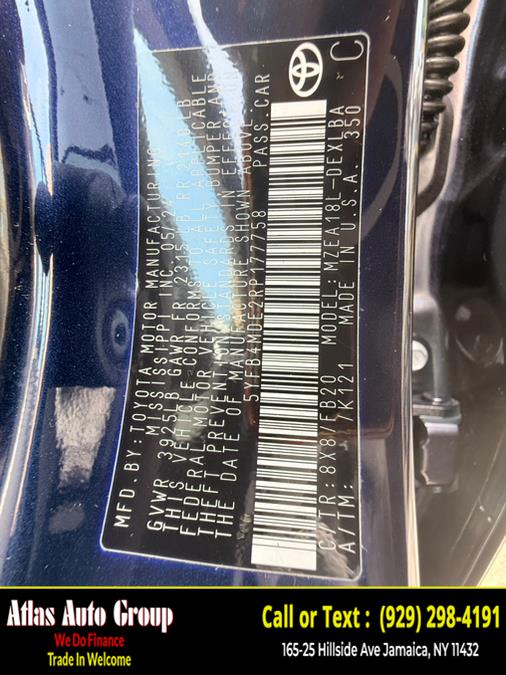 MFD. BY: TOYOTA MOTOR MANUFACTURING,
MISSISSIPPI INC. 05/24
GVWR 3925LB GAWR FR 2315LB RR 2160LB
THIS VEHICLE CONFORMS TO ALL APPLICABLE
FEDERAL MOTOR VEHICLE SAFETY, BUMPER, AND
THEFT PREVENTION STANDARDS IN EFFECT ON
THE DATE OF MANUFACTURE SHOWN ABOVE.
5YFB4MDE2RP177758 PASS. CAR
C/TR: 8X8/FB20 MODEL: MZEA18L-DEXLBA
A/TM: /K121 MADE IN U.S.A. 350
C
Atlas Auto Group
We Do Finance
Trade In Welcome
Call or Text : (929) 298-4191
165-25 Hillside Ave Jamaica, NY 11432